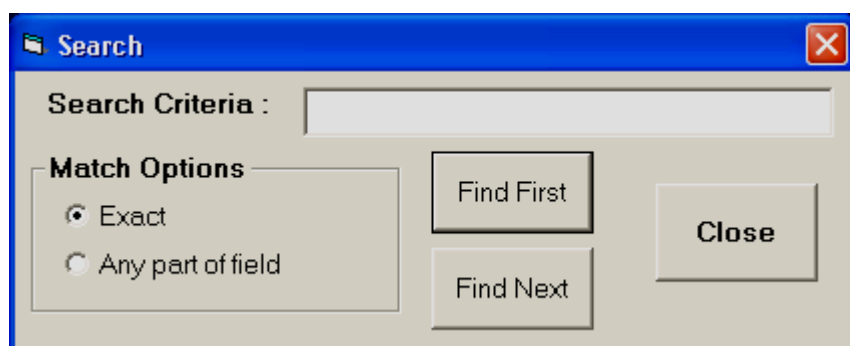 Search
Search Criteria :
Match Options
Exact
Any part of field
Find First
Find Next
Close